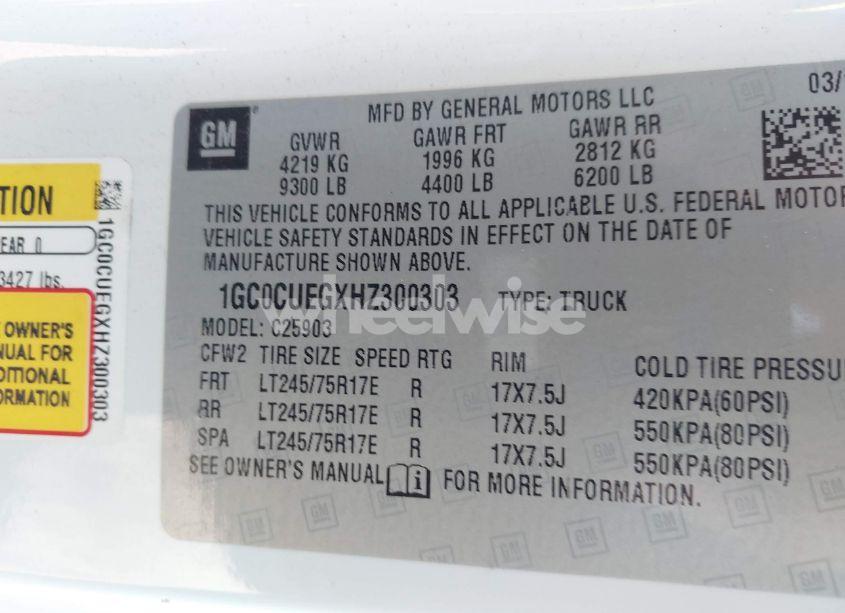 GM
MFD BY GENERAL MOTORS LLC
03/
GVWR GAWR FRT GAWR RR
4219 KG 1996 KG 2812 KG
9300 LB 4400 LB 6200 LB
THIS VEHICLE CONFORMS TO ALL APPLICABLE U.S. FEDERAL MOTOR
VEHICLE SAFETY STANDARDS IN EFFECT ON THE DATE OF
MANUFACTURE SHOWN ABOVE.
1GC0CUEGXHZ300303 TYPE: TRUCK
MODEL: C25903
CFW2 TIRE SIZE SPEED RTG RIM COLD TIRE PRESSU
FRT LT245/75R17E R 17X7.5J 420KPA(60PSI)
RR LT245/75R17E R 17X7.5J 550KPA(80PSI)
SPA LT245/75R17E R 17X7.5J 550KPA(80PSI)
SEE OWNER'S MANUAL FOR MORE INFORMATION.
wheelwise
TION
EAR 0
3427 lbs.
E OWNER'S
NUAL FOR
DITIONAL
ORMATION
1GC0CUEGXHZ300303